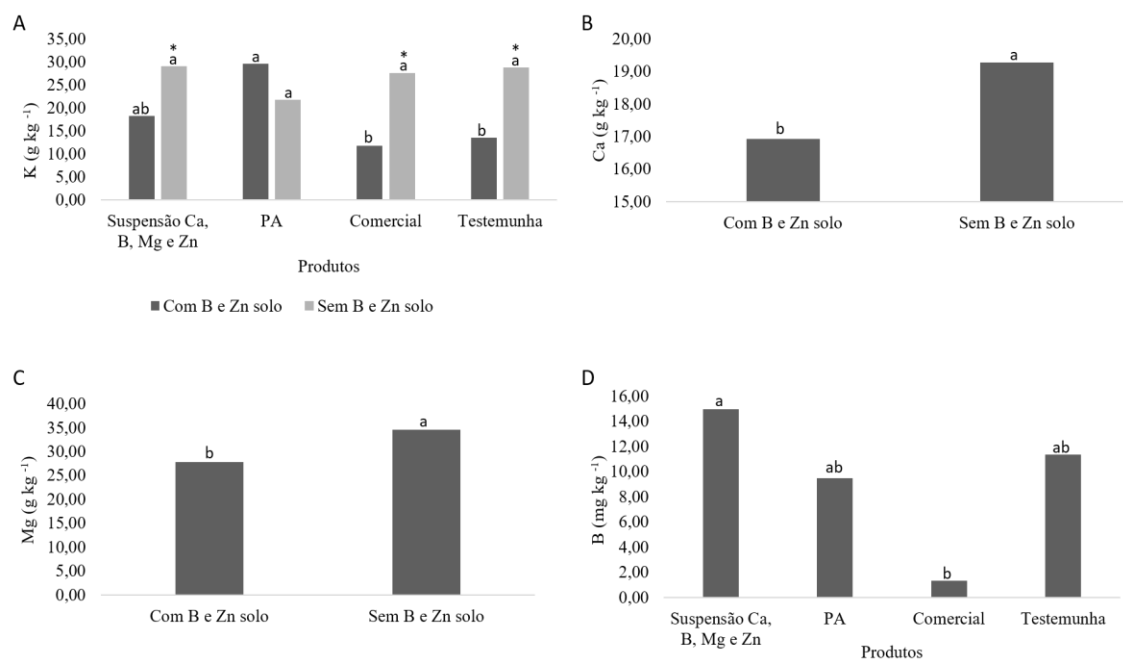 A
K (g kg -1)
35,00
30,00
25,00
20,00
15,00
10,00
5,00
0,00
ab
*
a
a
a
b
*
a
b
*
a
Suspensão Ca, B, Mg e Zn
PA
Comercial
Testemunha
Produtos
Com B e Zn solo
Sem B e Zn solo
B
Ca (g kg -1)
20,00
19,00
18,00
17,00
16,00
15,00
b
a
Com B e Zn solo
Sem B e Zn solo
C
Mg (g kg -1)
40,00
35,00
30,00
25,00
20,00
15,00
10,00
5,00
0,00
b
a
Com B e Zn solo
Sem B e Zn solo
D
B (mg kg -1)
16,00
14,00
12,00
10,00
8,00
6,00
4,00
2,00
0,00
a
ab
b
ab
Suspensão Ca,
B, Mg e Zn
PA
Comercial
Testemunha
Produtos